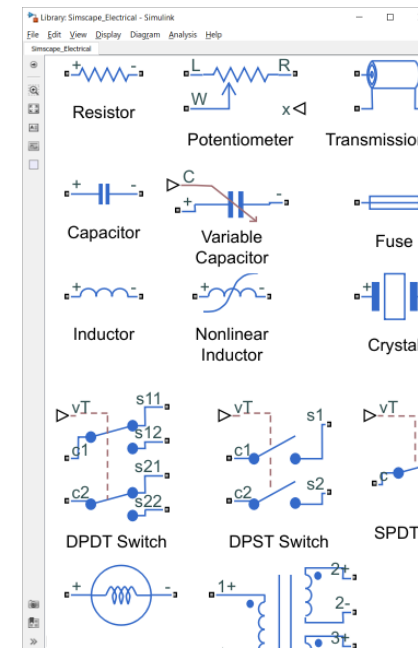 Library: Simscape_Electrical - Simulink
File Edit View Display Diagram Analysis Help
Simscape_Electrical
+ -
L R
W
x
Resistor
Potentiometer
Transmission
C
+ -
+ -
Capacitor
Variable
Capacitor
Fuse
+ -
+ -
+
Inductor
Nonlinear
Inductor
Crystal
vT s11
s12
c1
s21
c2 s22
vT s1
c1
s2
c2
vT
c
DPDT Switch
DPST Switch
SPDT
+ -
1+
2+
2-
3+